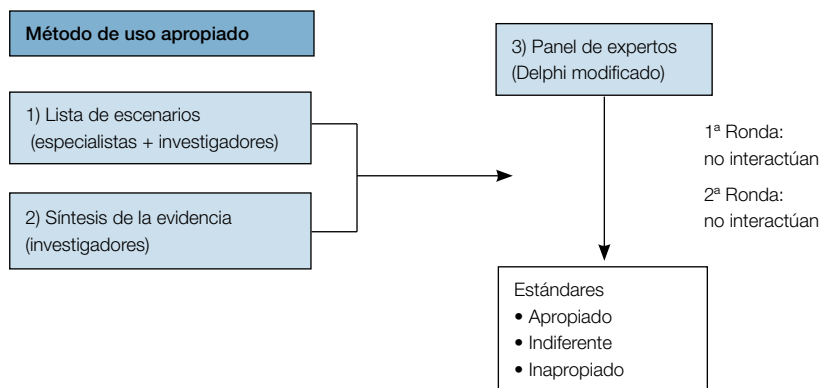 Método de uso apropiado
1) Lista de escenarios
(especialistas + investigadores)
2) Síntesis de la evidencia
(investigadores)
3) Panel de expertos
(Delphi modificado)
1ª Ronda:
no interactúan
2ª Ronda:
no interactúan
Estándares
• Apropiado
• Indiferente
• Inapropiado